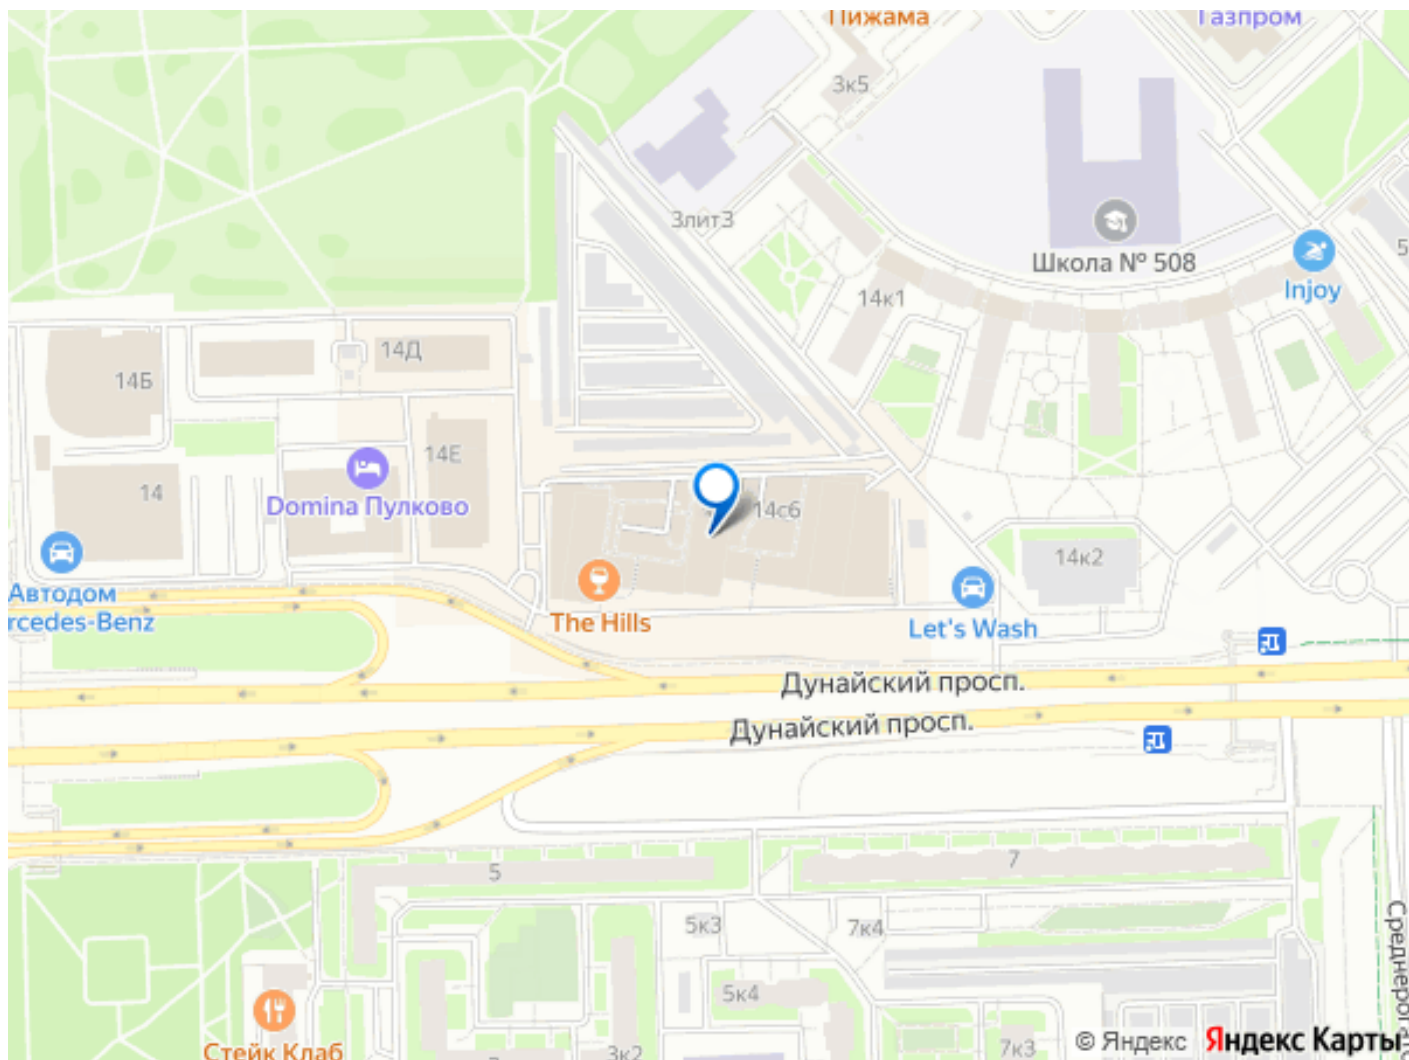 Пижама
Газпром
3к5
3лит3
Школа № 508
Injoy
14к1
14Д
14Б
14Е
14
Domina Пулково
14с6
14к2
Автодом
rcedes-Benz
The Hills
Let's Wash
Дунайский просп.
Дунайский просп.
5
7
5к3
7к4
5к4
3к2
7к3
Стейк Клаб
Среднерог
© Яндекс Яндекс Карты